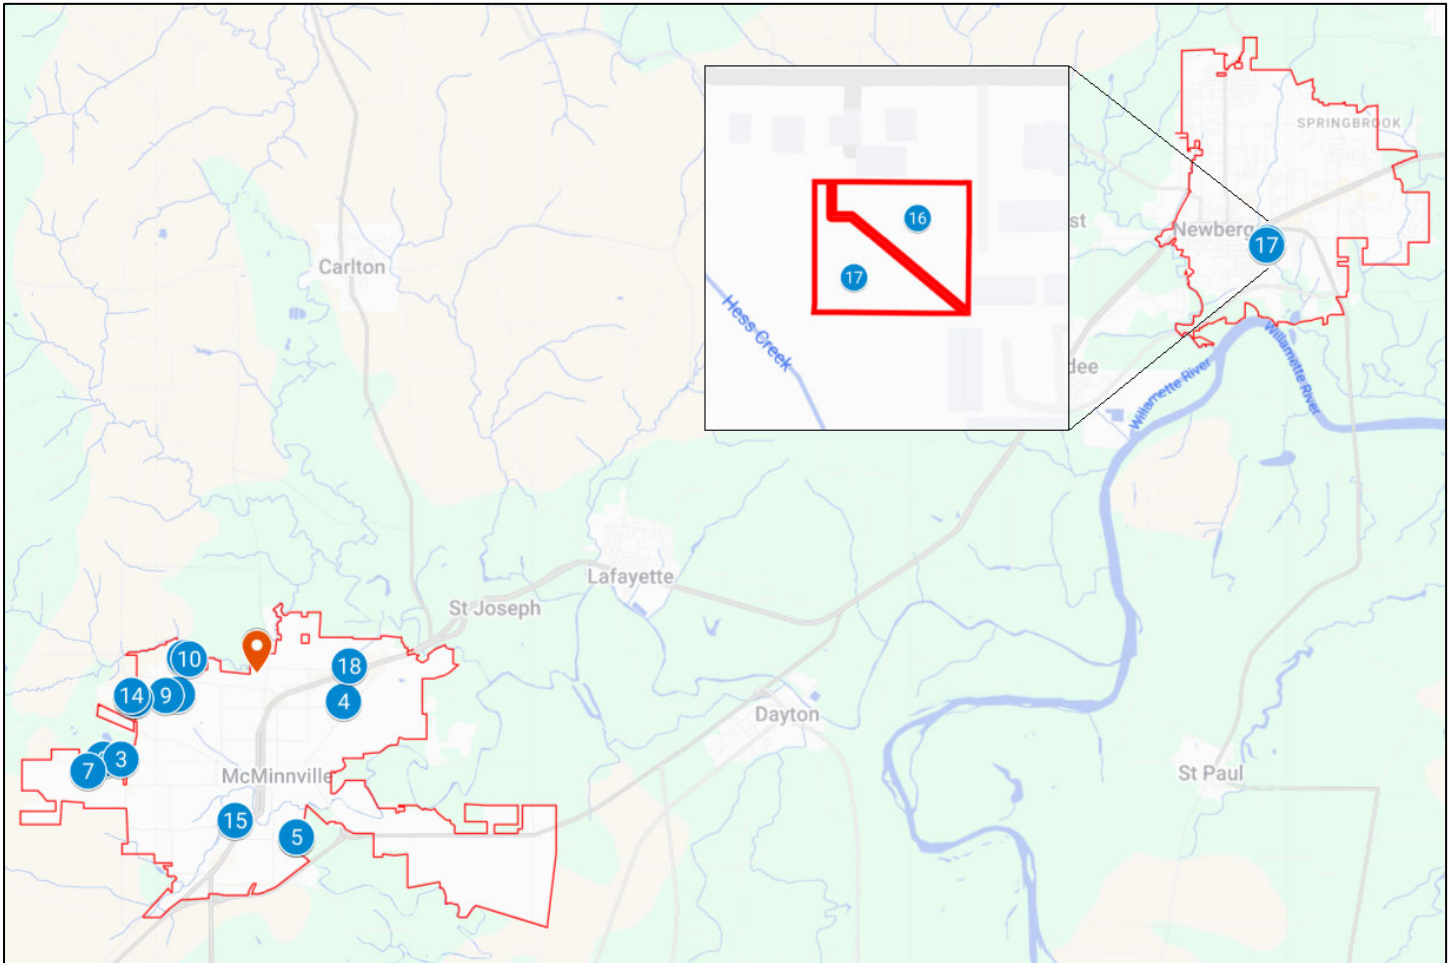 SPRINGBROOK
16
st
Newberg
17
17
Carlton
Hess Creek
Willamette River
dee
Willamette River
Lafayette
St Joseph
10
18
14
9
4
Dayton
3
7
McMinnville
St Paul
15
5